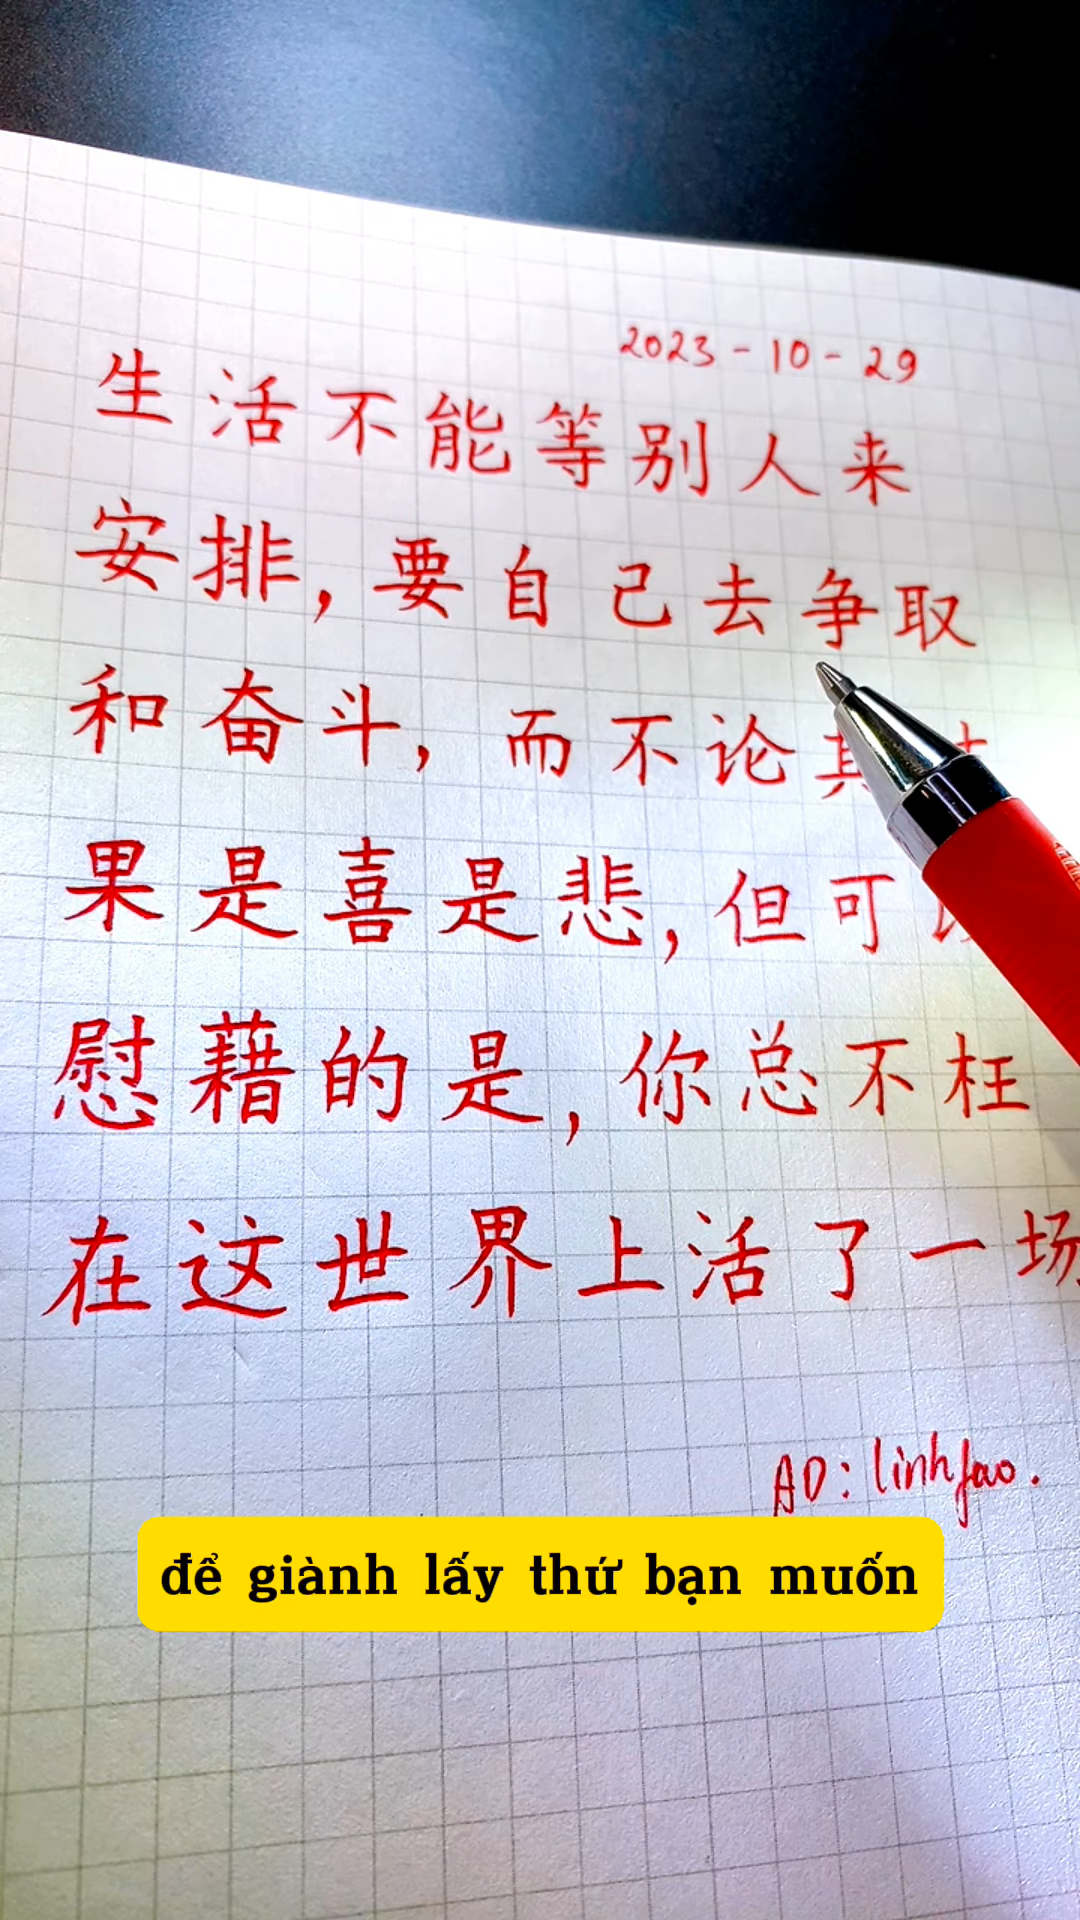 2023-10-29
生活不能等别人来
安排,要自己去争取
和奋斗,而不论其
果是喜是悲,但可
慰藉的是,你总不枉
在这世界上活了一场
AD: linhjao.
để giành lấy thứ bạn muốn